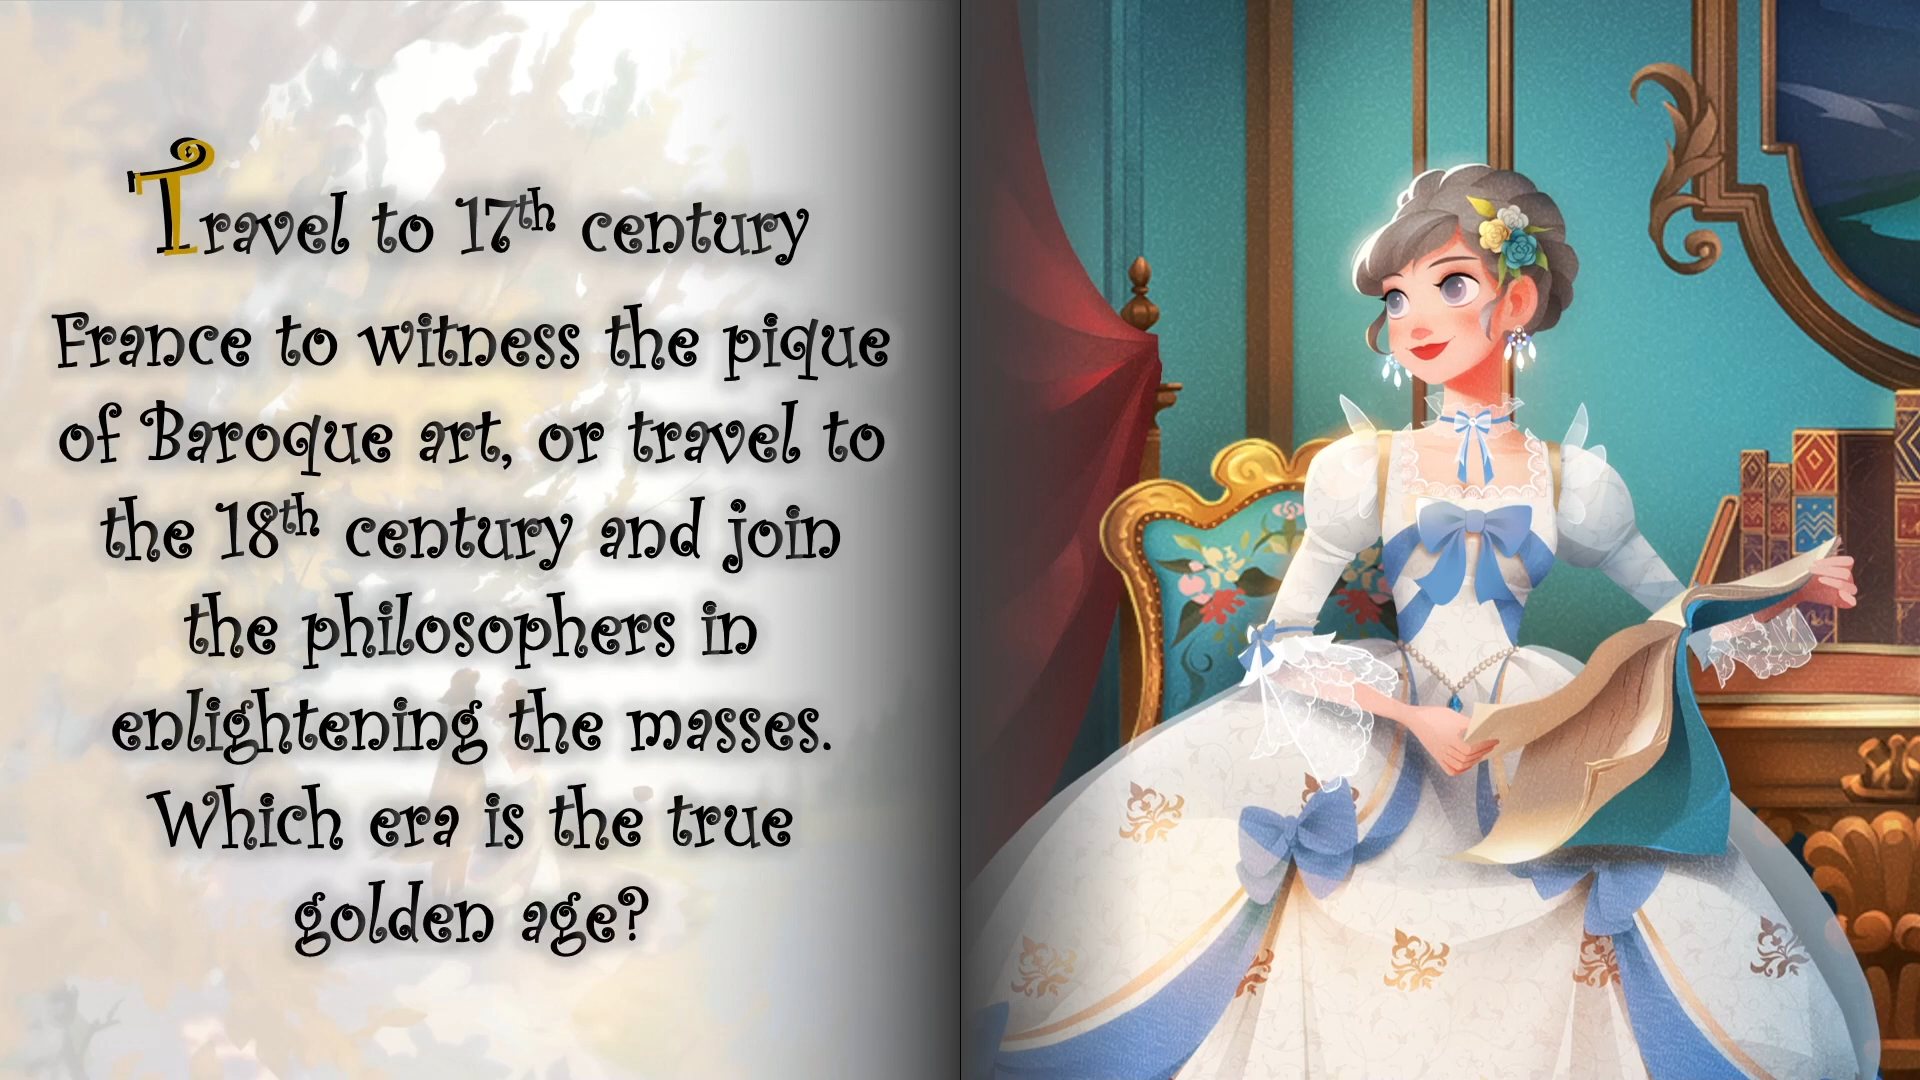 Travel to 17th century
France to witness the pique
of Baroque art, or travel to
the 18th century and join
the philosophers in
enlightening the masses.
Which era is the true
golden age?